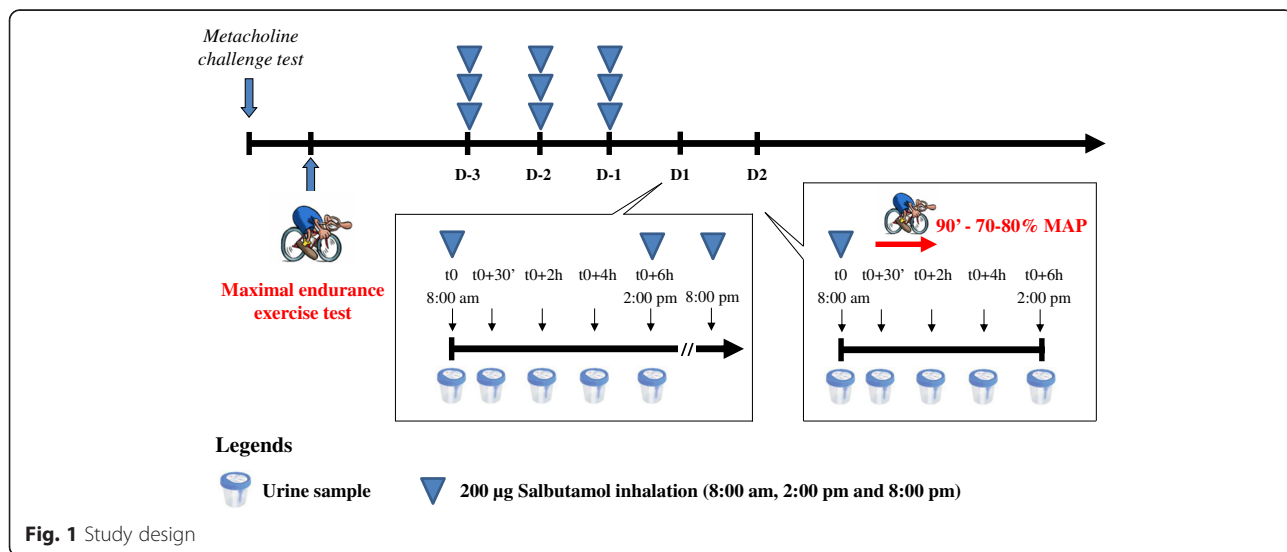 Metacholine
challenge test
D-3 D-2 D-1 D1 D2
Maximal endurance
exercise test
t0 t0+30’ t0+2h t0+4h t0+6h
8:00 am 2:00 pm 8:00 pm
//
90’ - 70-80% MAP
t0 t0+30’ t0+2h t0+4h t0+6h
8:00 am 2:00 pm
Legends
Urine sample
200 µg Salbutamol inhalation (8:00 am, 2:00 pm and 8:00 pm)
Fig. 1 Study design